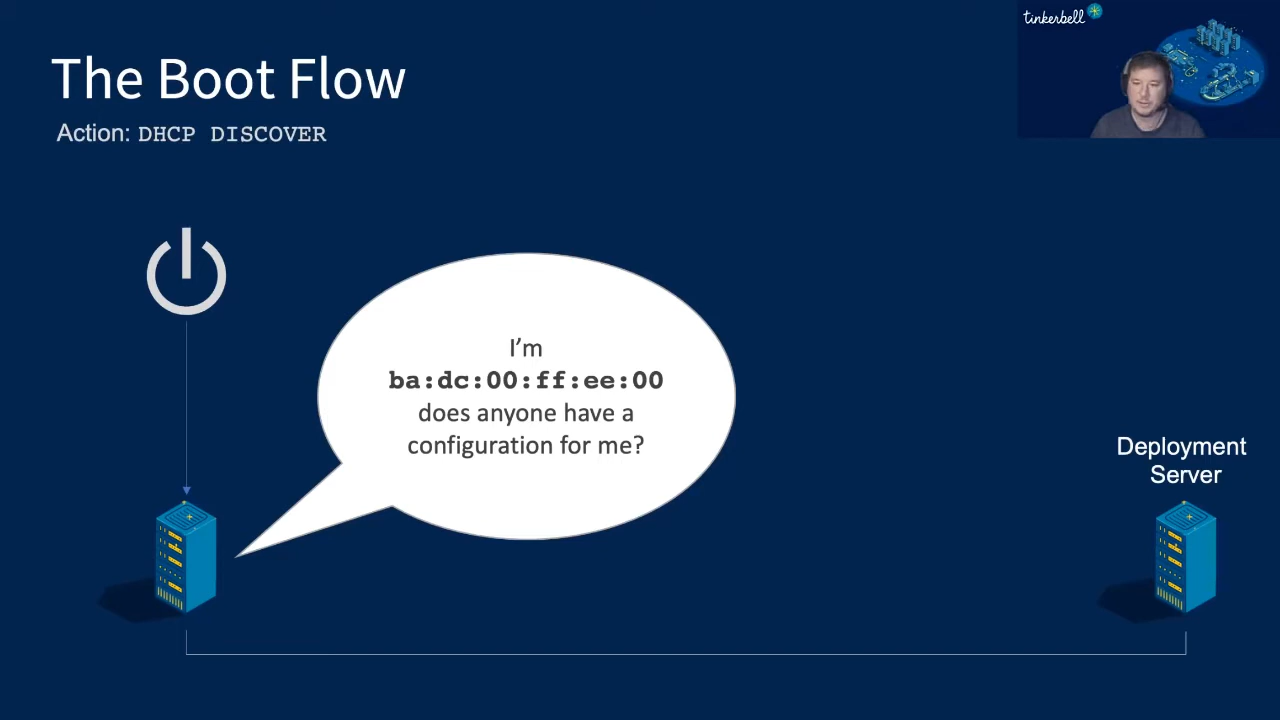 tinkerbell
The Boot Flow
Action: DHCP DISCOVER
I’m
ba:dc:00:ff:ee:00
does anyone have a
configuration for me?
Deployment
Server